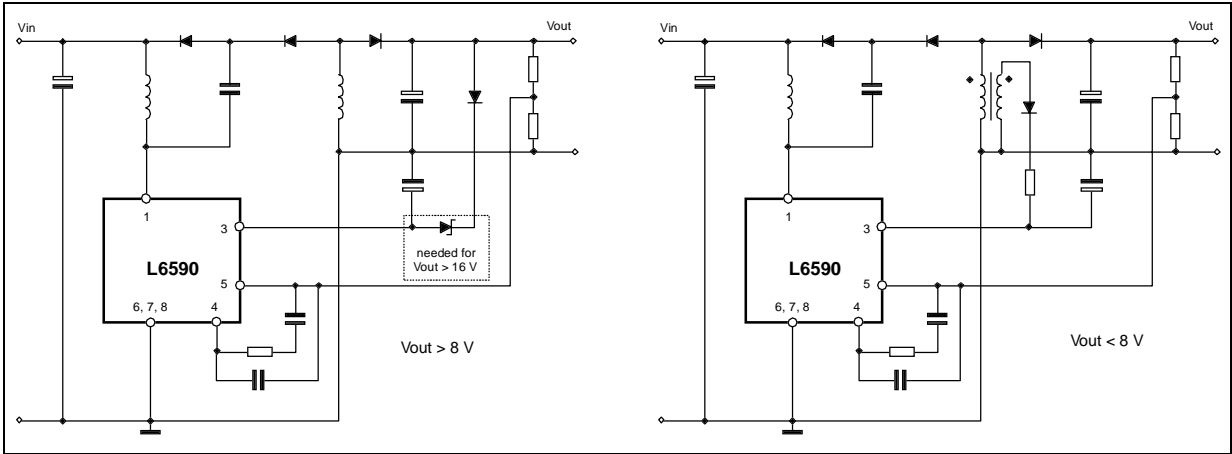 Vin
Vout
1
3
needed for
Vout > 16 V
L6590
5
6, 7, 8
4
Vout > 8 V
Vin
Vout
1
3
L6590
5
6, 7, 8
4
Vout < 8 V